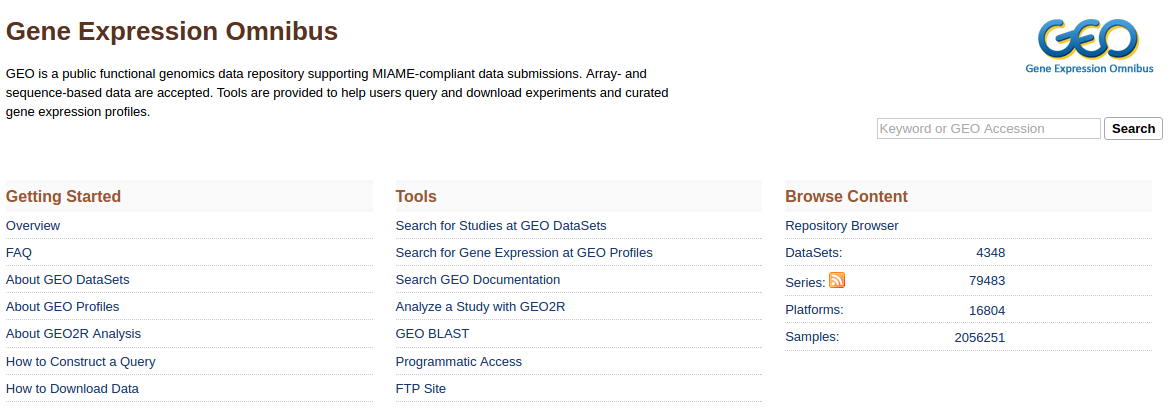 Gene Expression Omnibus
GEO
Gene Expression Omnibus
GEO is a public functional genomics data repository supporting MIAME-compliant data submissions. Array- and
sequence-based data are accepted. Tools are provided to help users query and download experiments and curated
gene expression profiles.
Keyword or GEO Accession Search
Getting Started
Overview
FAQ
About GEO DataSets
About GEO Profiles
About GEO2R Analysis
How to Construct a Query
How to Download Data
Tools
Search for Studies at GEO DataSets
Search for Gene Expression at GEO Profiles
Search GEO Documentation
Analyze a Study with GEO2R
GEO BLAST
Programmatic Access
FTP Site
Browse Content
Repository Browser
DataSets: 4348
Series: 79483
Platforms: 16804
Samples: 2056251